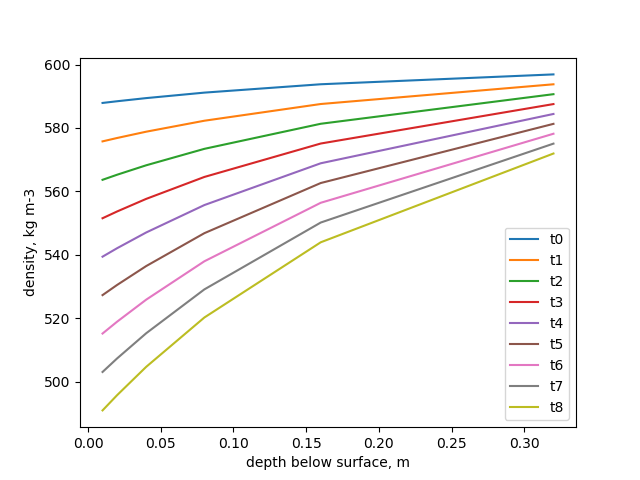 600
580
560
540
520
500
density, kg m-3
0.00
0.05
0.10
0.15
0.20
0.25
0.30
depth below surface, m
t0
t1
t2
t3
t4
t5
t6
t7
t8